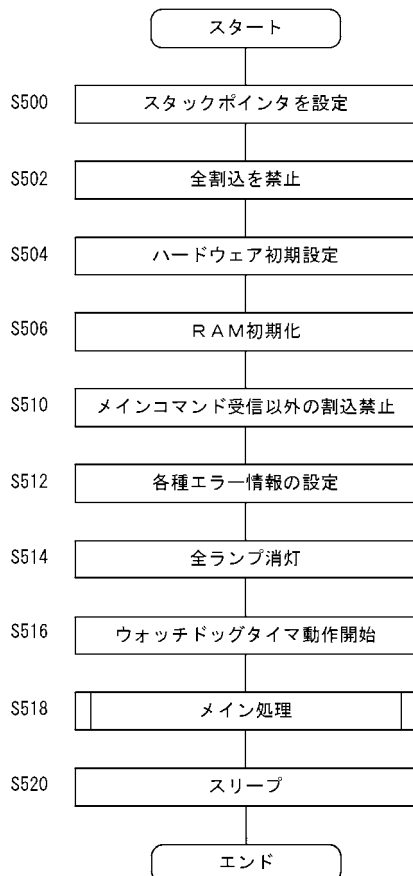 スタート
S500 スタックポインタを設定
S502 全割込を禁止
S504 ハードウェア初期設定
S506 ＲＡＭ初期化
S510 メインコマンド受信以外の割込禁止
S512 各種エラー情報の設定
S514 全ランプ消灯
S516 ウォッチドッグタイマ動作開始
S518 メイン処理
S520 スリープ
エンド